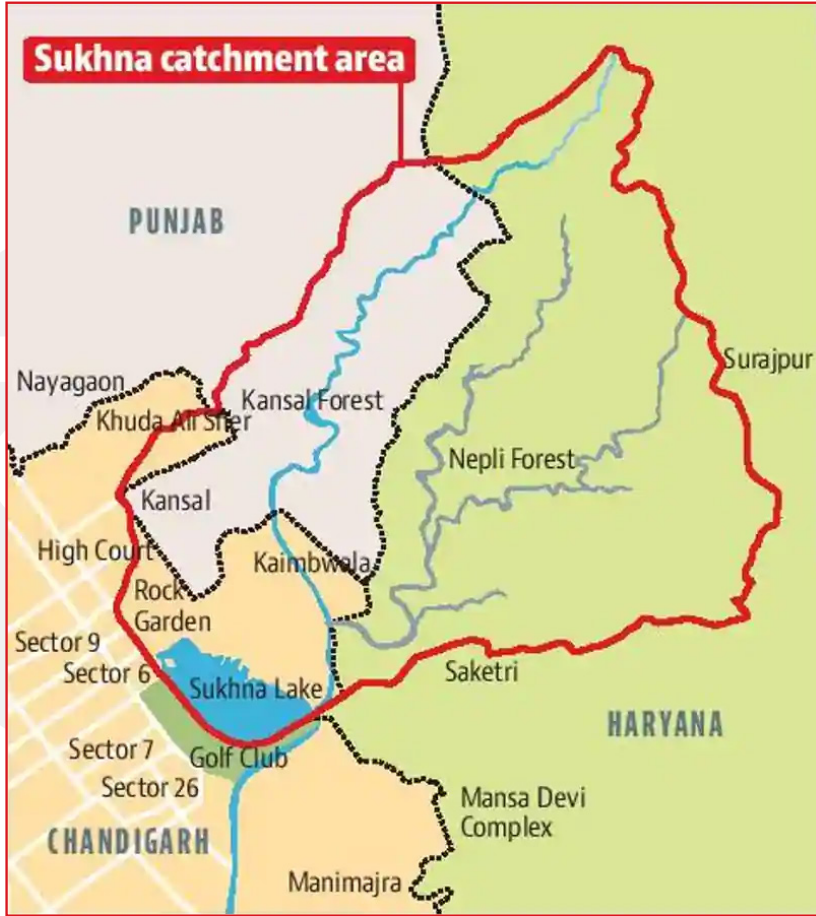 Sukhna catchment area
PUNJAB
Nayagaon
Khuda Ali Sher
Kansal Forest
Surajpur
Nepli Forest
Kansal
High Court
Kaimbwala
Rock
Garden
Sector 9
Sector 6
Sukhna Lake
Saketri
HARYANA
Sector 7
Golf Club
Sector 26
Mansa Devi
Complex
CHANDIGARH
Manimajra